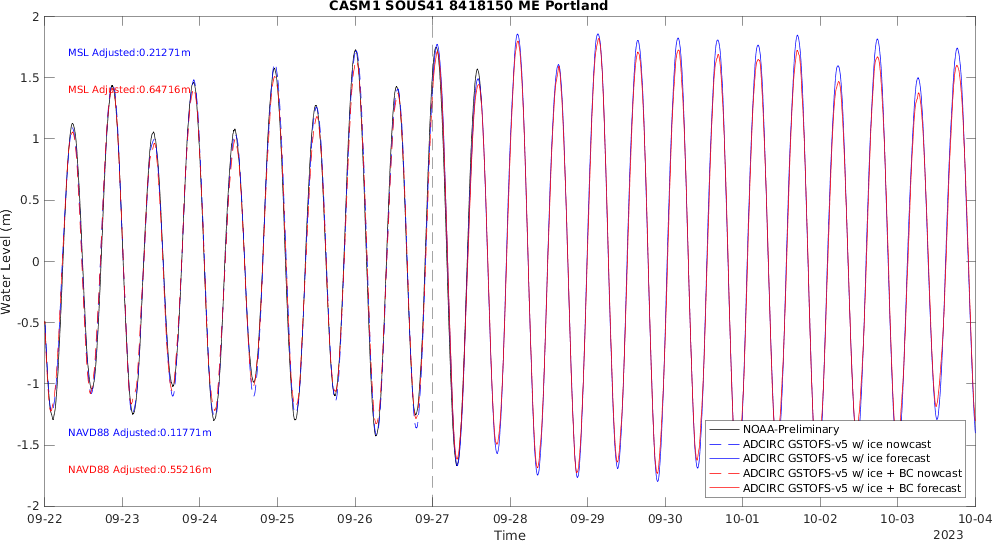 CASM1 SOUS41 8418150 ME Portland
2
1.5
1
0.5
0
-0.5
-1
-1.5
-2
Water Level (m)
MSL Adjusted:0.21271m
MSL Adjusted:0.64716m
NAVD88 Adjusted:0.11771m
NAVD88 Adjusted:0.55216m
NOAA-Preliminary
ADCIRC GSTOFS-v5 w/ ice nowcast
ADCIRC GSTOFS-v5 w/ ice forecast
ADCIRC GSTOFS-v5 w/ ice + BC nowcast
ADCIRC GSTOFS-v5 w/ ice + BC forecast
09-22 09-23 09-24 09-25 09-26 09-27 09-28 09-29 09-30 10-01 10-02 10-03 10-04
Time
2023